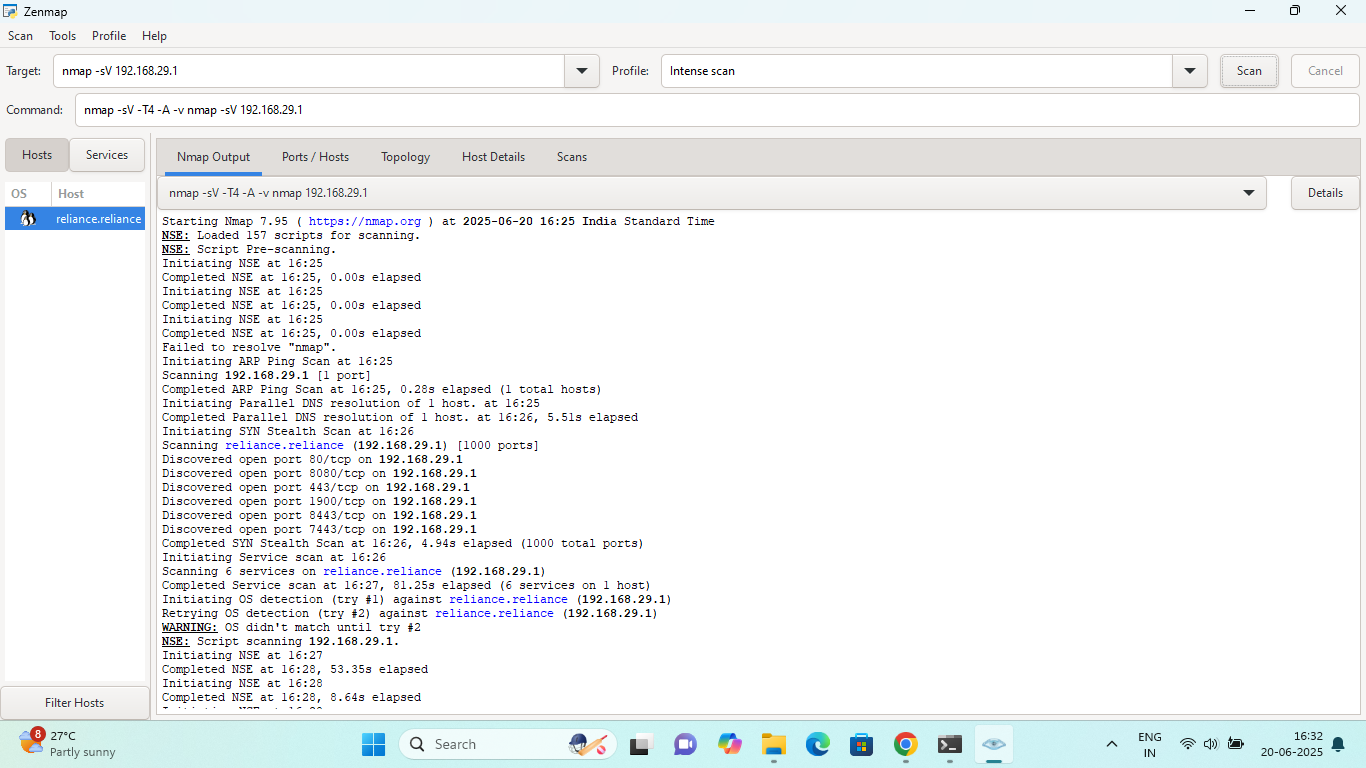 Zenmap
Scan Tools Profile Help
Target: nmap -sV 192.168.29.1 Profile: Intense scan Scan Cancel
Command: nmap -sV -T4 -A -v nmap -sV 192.168.29.1
Hosts Services
OS Host
reliance.reliance
Filter Hosts
Nmap Output Ports / Hosts Topology Host Details Scans
nmap -sV -T4 -A -v nmap 192.168.29.1 Details
Starting Nmap 7.95 ( https://nmap.org ) at 2025-06-20 16:25 India Standard Time
NSE: Loaded 157 scripts for scanning.
NSE: Script Pre-scanning.
Initiating NSE at 16:25
Completed NSE at 16:25, 0.00s elapsed
Initiating NSE at 16:25
Completed NSE at 16:25, 0.00s elapsed
Initiating NSE at 16:25
Completed NSE at 16:25, 0.00s elapsed
Failed to resolve "nmap".
Initiating ARP Ping Scan at 16:25
Scanning 192.168.29.1 [1 port]
Completed ARP Ping Scan at 16:25, 0.28s elapsed (1 total hosts)
Initiating Parallel DNS resolution of 1 host. at 16:25
Completed Parallel DNS resolution of 1 host. at 16:26, 5.51s elapsed
Initiating SYN Stealth Scan at 16:26
Scanning reliance.reliance (192.168.29.1) [1000 ports]
Discovered open port 80/tcp on 192.168.29.1
Discovered open port 8080/tcp on 192.168.29.1
Discovered open port 443/tcp on 192.168.29.1
Discovered open port 1900/tcp on 192.168.29.1
Discovered open port 8443/tcp on 192.168.29.1
Discovered open port 7443/tcp on 192.168.29.1
Completed SYN Stealth Scan at 16:26, 4.94s elapsed (1000 total ports)
Initiating Service scan at 16:26
Scanning 6 services on reliance.reliance (192.168.29.1)
Completed Service scan at 16:27, 81.25s elapsed (6 services on 1 host)
Initiating OS detection (try #1) against reliance.reliance (192.168.29.1)
Retrying OS detection (try #2) against reliance.reliance (192.168.29.1)
WARNING: OS didn't match until try #2
NSE: Script scanning 192.168.29.1.
Initiating NSE at 16:27
Completed NSE at 16:28, 53.35s elapsed
Initiating NSE at 16:28
Completed NSE at 16:28, 8.64s elapsed
8
27°C
Partly sunny
Search
ENG
IN
16:32
20-06-2025